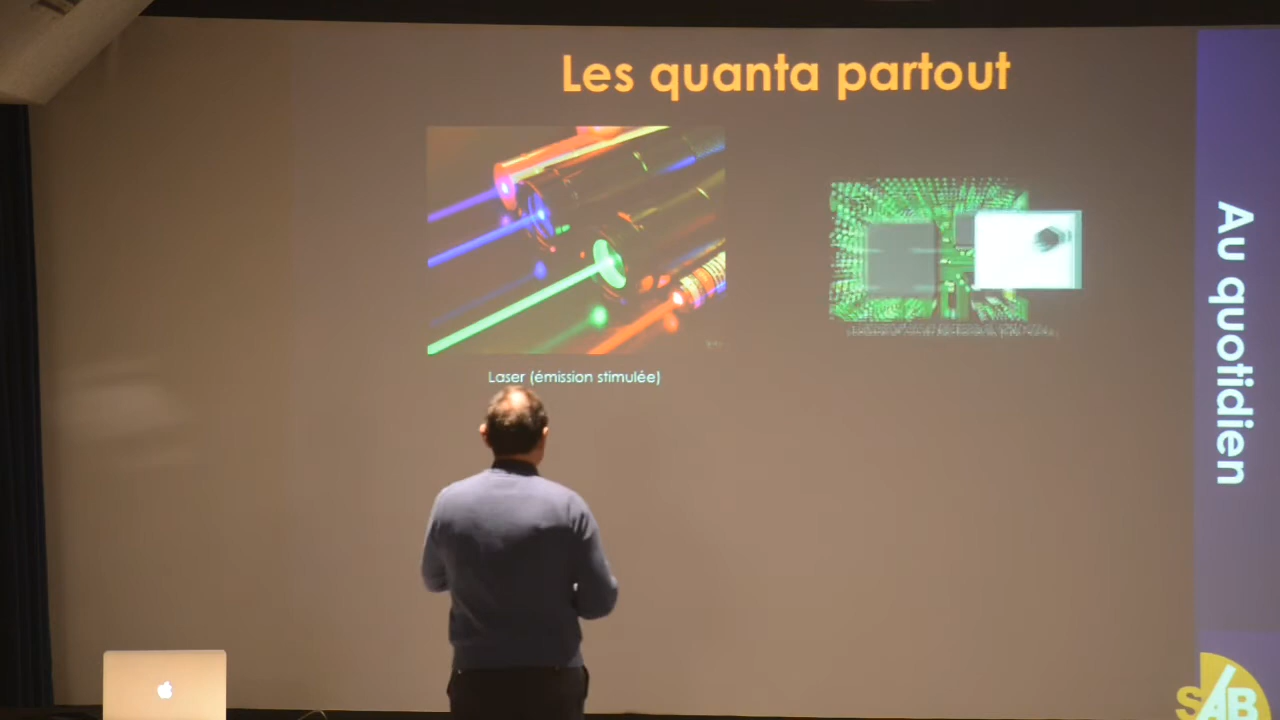 Les quanta partout
Laser (émission stimulée)
Au quotidien
SAB